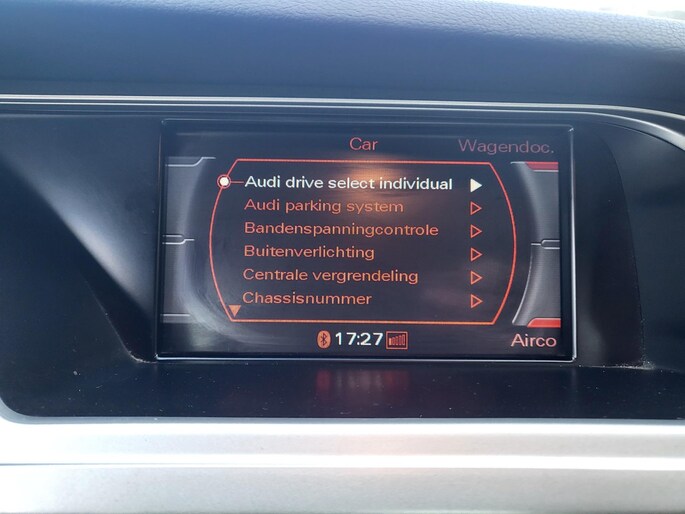 Car
Wagendoc.
Audi drive select individual
Audi parking system
Bandenspanningcontrole
Buitenverlichting
Centrale vergrendeling
Chassisnummer
17:27
Airco